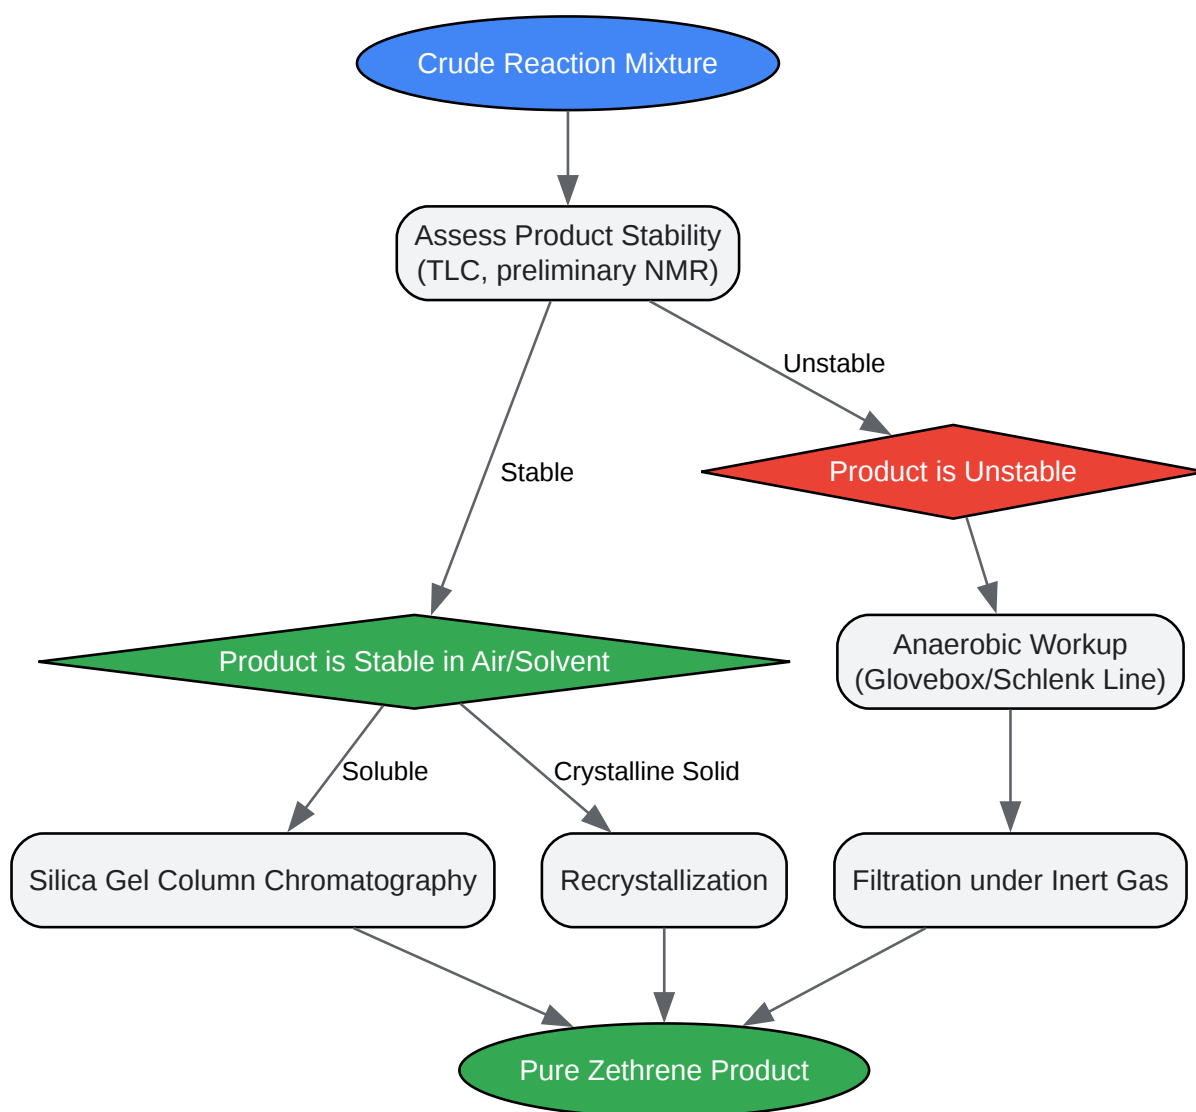 Crude Reaction Mixture
Assess Product Stability
(TLC, preliminary NMR)
Unstable
Stable
Product is Unstable
Product is Stable in Air/Solvent
Anaerobic Workup
(Glovebox/Schlenk Line)
Soluble
Crystalline Solid
Silica Gel Column Chromatography
Recrystallization
Filtration under Inert Gas
Pure Zethrene Product